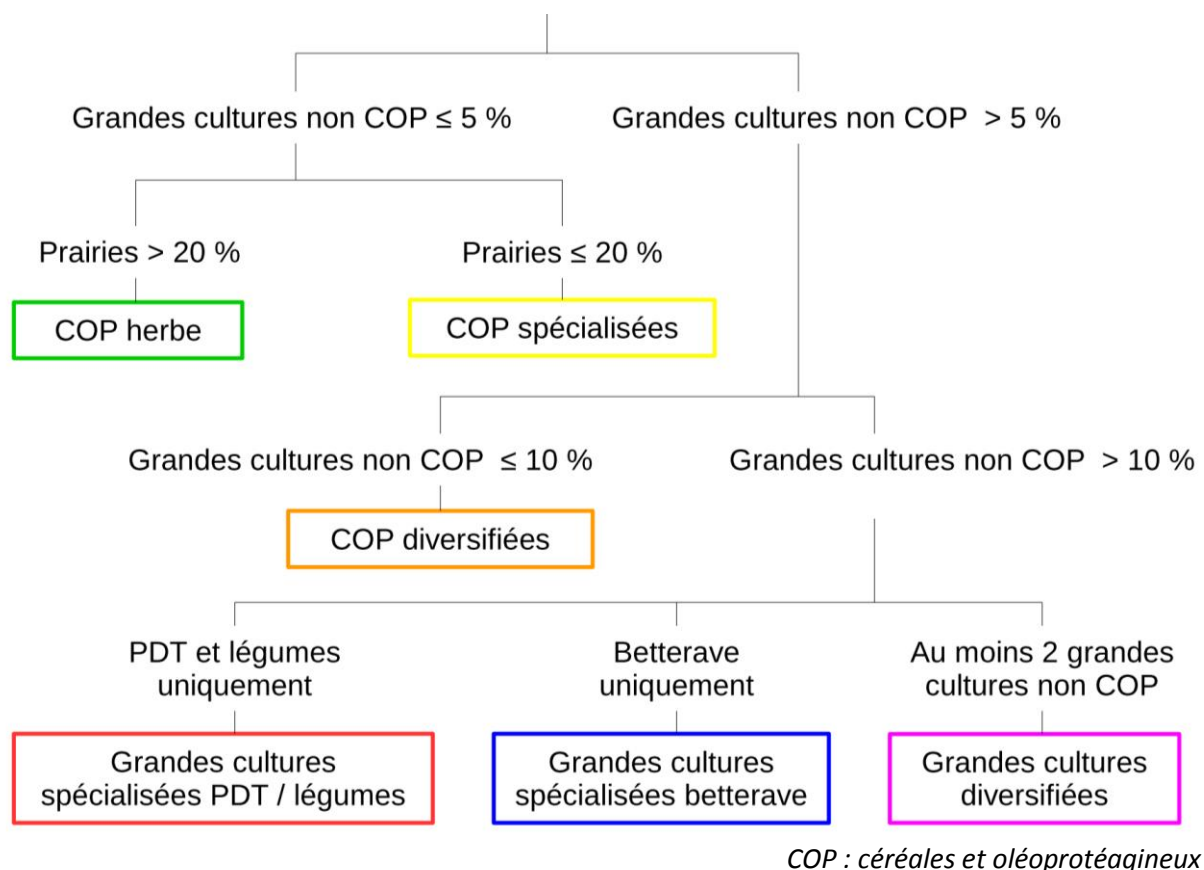 Grandes cultures non COP ≤ 5 %
Grandes cultures non COP > 5 %
Prairies > 20 %
Prairies ≤ 20 %
COP herbe
COP spécialisées
Grandes cultures non COP ≤ 10 %
Grandes cultures non COP > 10 %
COP diversifiées
PDT et légumes
uniquement
Betterave
uniquement
Au moins 2 grandes
cultures non COP
Grandes cultures
spécialisées PDT / légumes
Grandes cultures
spécialisées betterave
Grandes cultures
diversifiées
COP : céréales et oléoprotéagineux